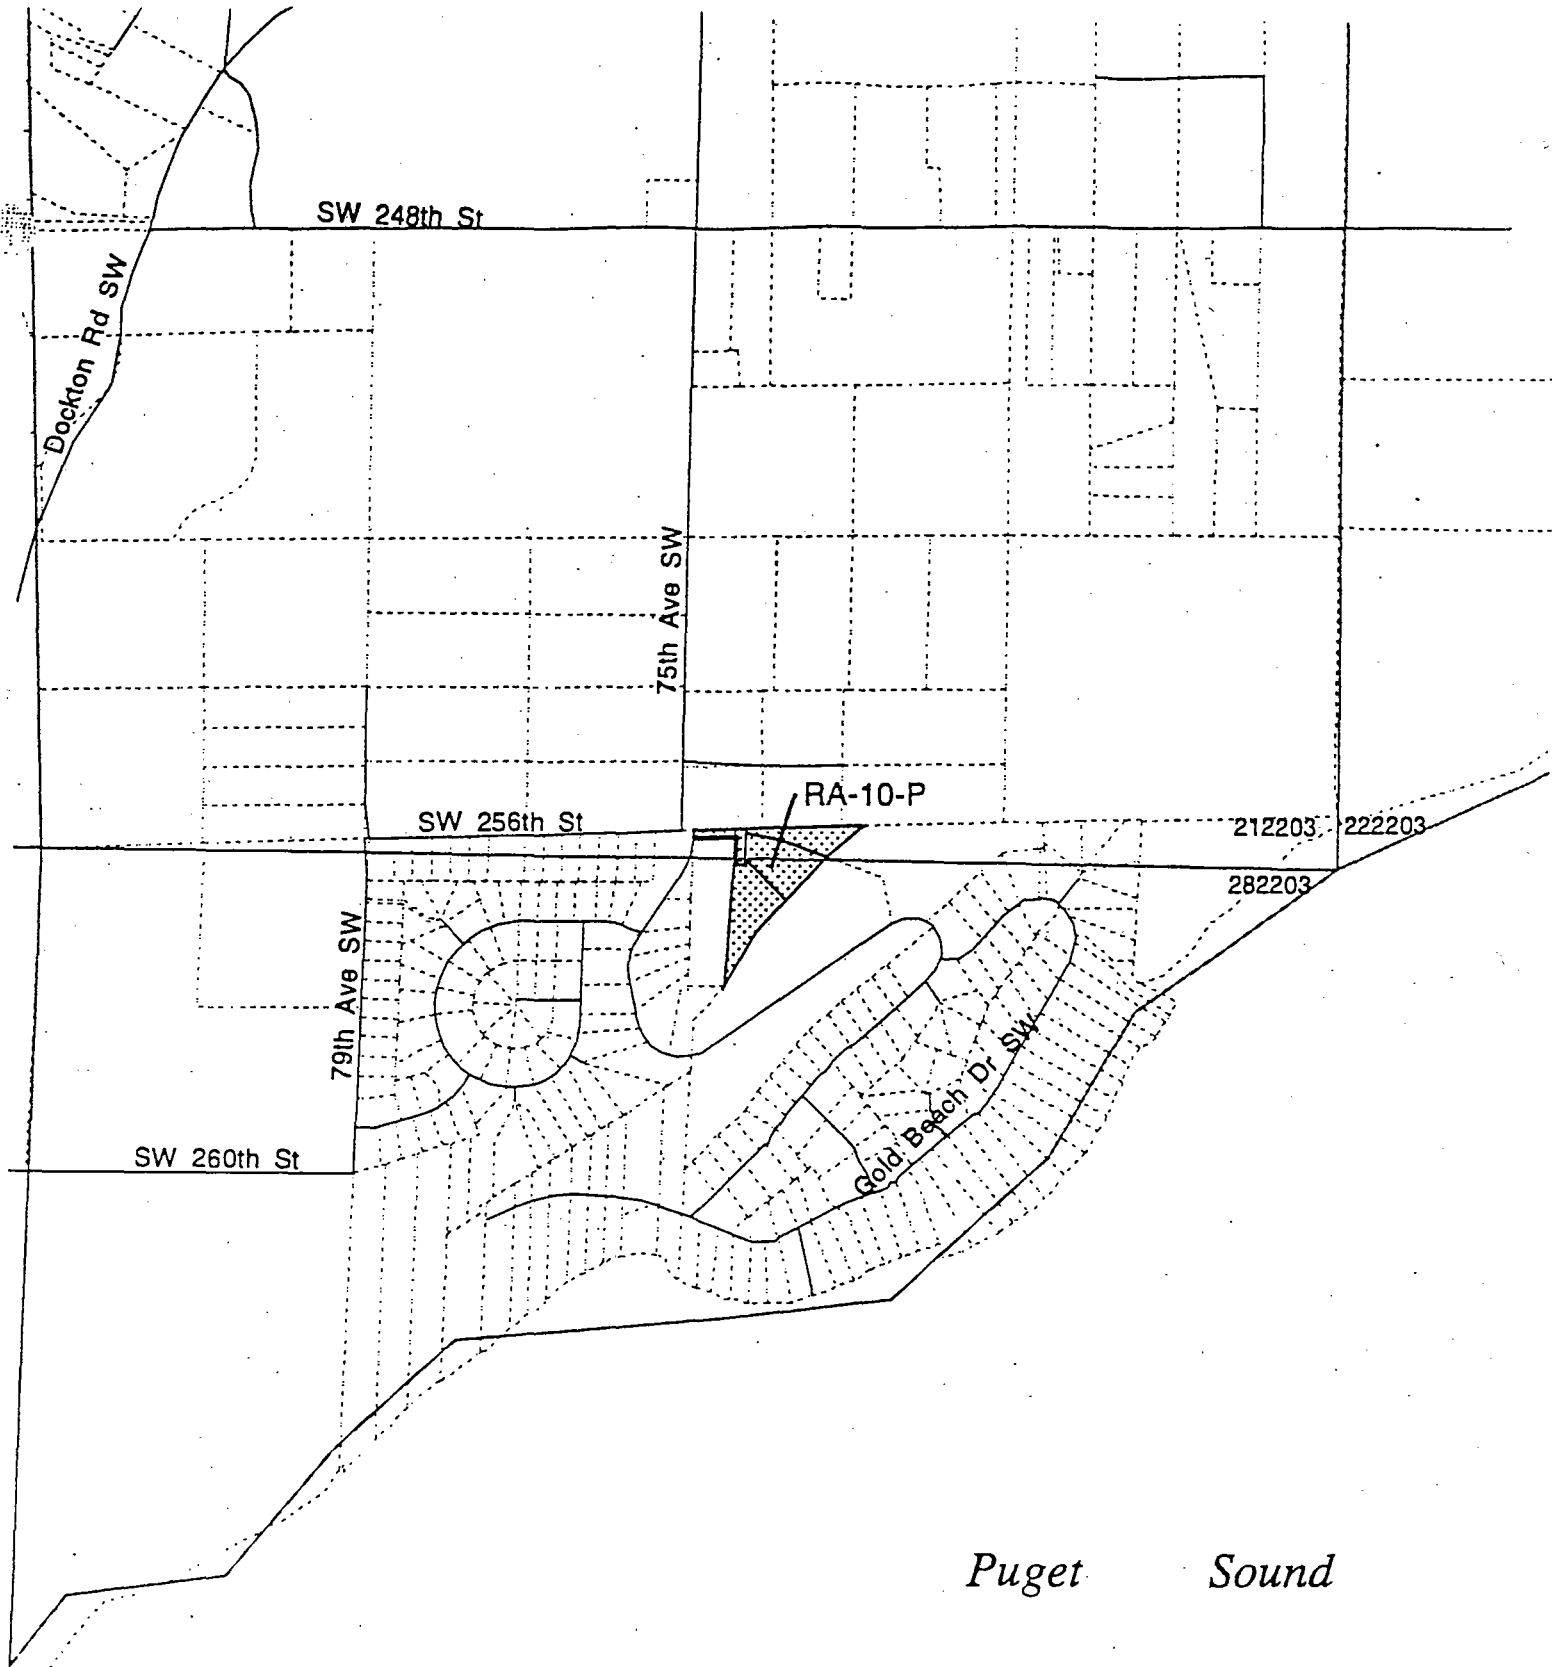 SW 248th St
Dockton Rd SW
75th Ave SW
RA-10-P
SW 256th St
212203
222203
282203
79th Ave SW
Gold Beach Dr SW
SW 260th St
Puget Sound